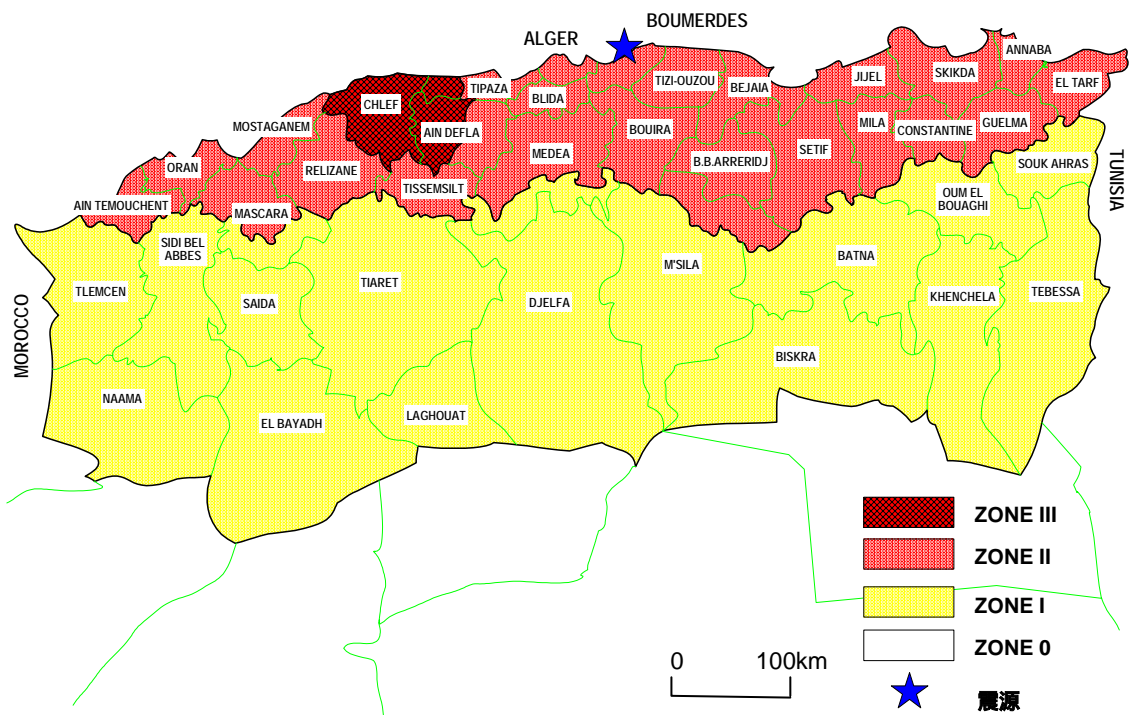 BOUMERDES
ALGER
ANNABA
TIPAZA
TIZI-OUZOU
BEJAIA
JIJEL
SKIKDA
EL TARF
CHLEF
BLIDA
MOSTAGANEM
AIN DEFLA
BOUIRA
MILA
CONSTANTINE
GUELMA
ORAN
RELIZANE
MEDEA
B.B.ARRERIDJ
SETIF
SOUK AHRAS
TUNISIA
TISSEMSILT
AIN TEMOUCHENT
MASCARA
OUM EL
BOUAGHI
SIDI BEL
ABBES
TLEMCEN
SAIDA
TIARET
DJELFA
M'SILA
BATNA
KHENCHELA
TEBESSA
MOROCCO
BISKRA
NAAMA
EL BAYADH
LAGHOUAT
ZONE III
ZONE II
ZONE I
ZONE 0
0 100km
震源